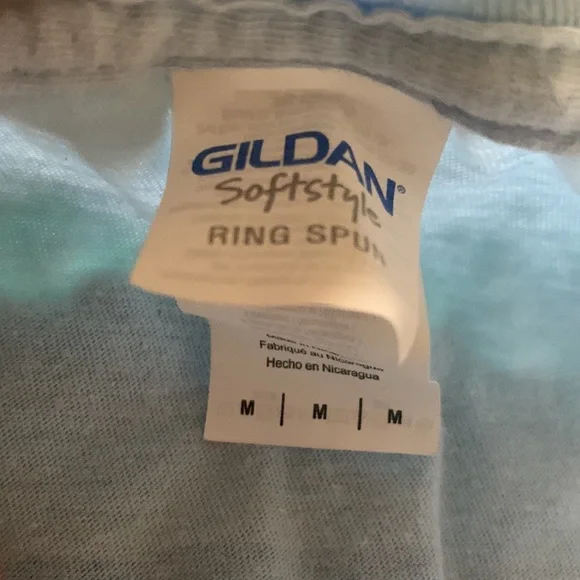 GILDAN®
Softstyle
RING SPUN
Fabriqué au Nicaragua
Hecho en Nicaragua
M | M | M